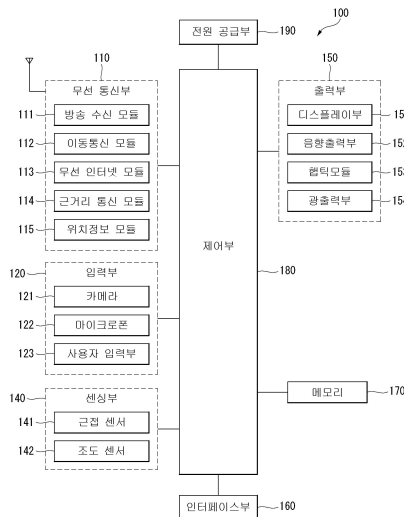 100
전원 공급부
190
110
무선 통신부
111
방송 수신 모듈
112
이동통신 모듈
113
무선 인터넷 모듈
114
근거리 통신 모듈
115
위치정보 모듈
120
입력부
121
카메라
122
마이크로폰
123
사용자 입력부
140
센싱부
141
근접 센서
142
조도 센서
제어부
180
150
출력부
디스플레이부
15
음향출력부
15
햅틱모듈
15
광출력부
15
메모리
170
인터페이스부
160